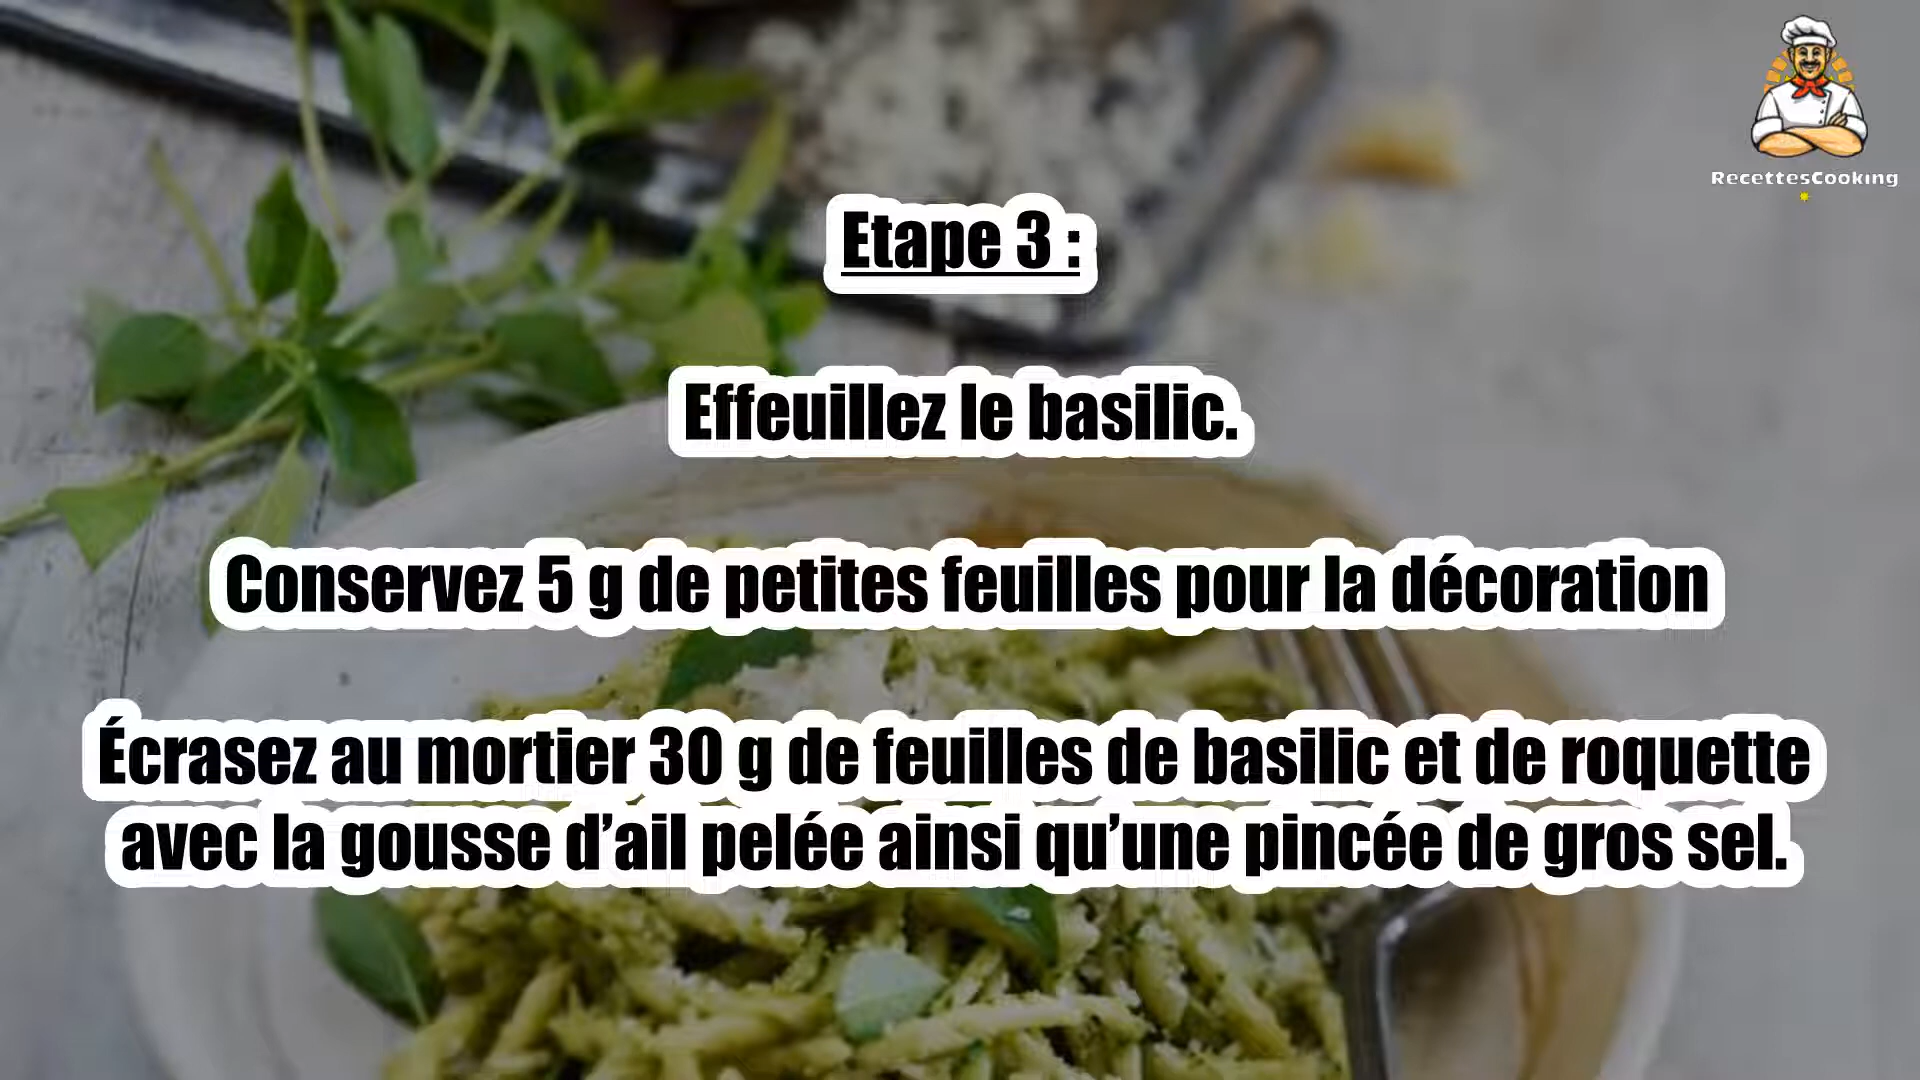 RecettesCooking
Etape 3 :
Effeuillez le basilic.
Conservez 5 g de petites feuilles pour la décoration
Écrasez au mortier 30 g de feuilles de basilic et de roquette
avec la gousse d’ail pelée ainsi qu’une pincée de gros sel.